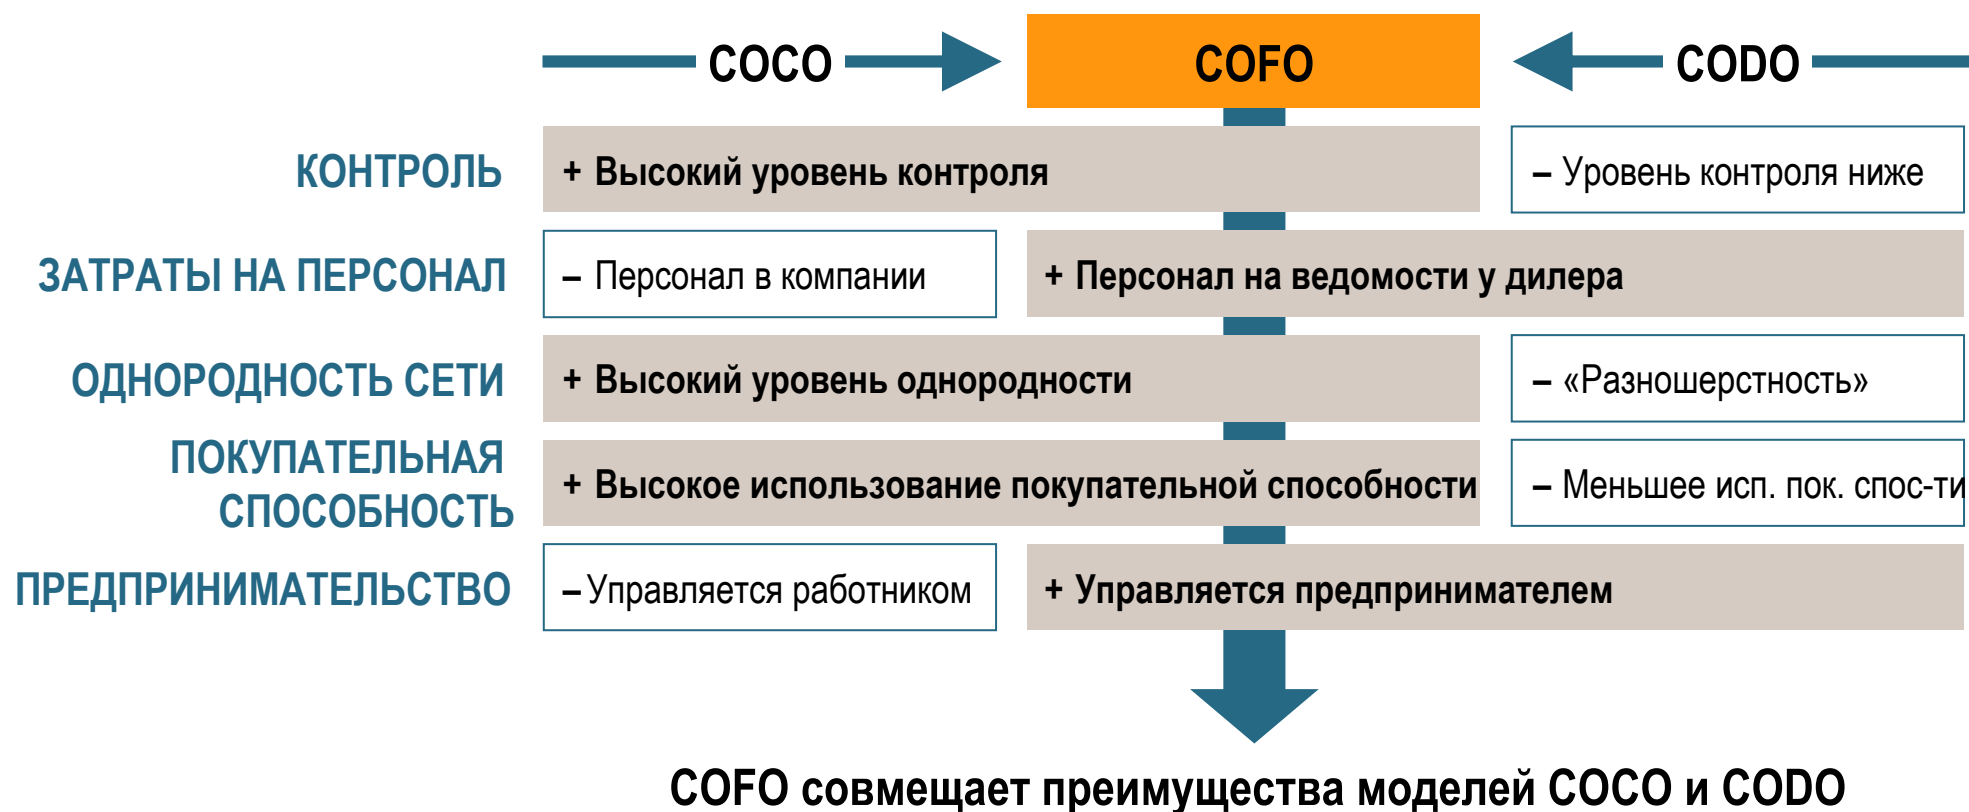 COCO COFO CODO
КОНТРОЛЬ + Высокий уровень контроля – Уровень контроля ниже
ЗАТРАТЫ НА ПЕРСОНАЛ – Персонал в компании + Персонал на ведомости у дилера
ОДНОРОДНОСТЬ СЕТИ + Высокий уровень однородности – «Разношерстность»
ПОКУПАТЕЛЬНАЯ
СПОСОБНОСТЬ + Высокое использование покупательной способности – Меньшее исп. пок. спос-ти
ПРЕДПРИНИМАТЕЛЬСТВО – Управляется работником + Управляется предпринимателем
COFO совмещает преимущества моделей COCO и CODO